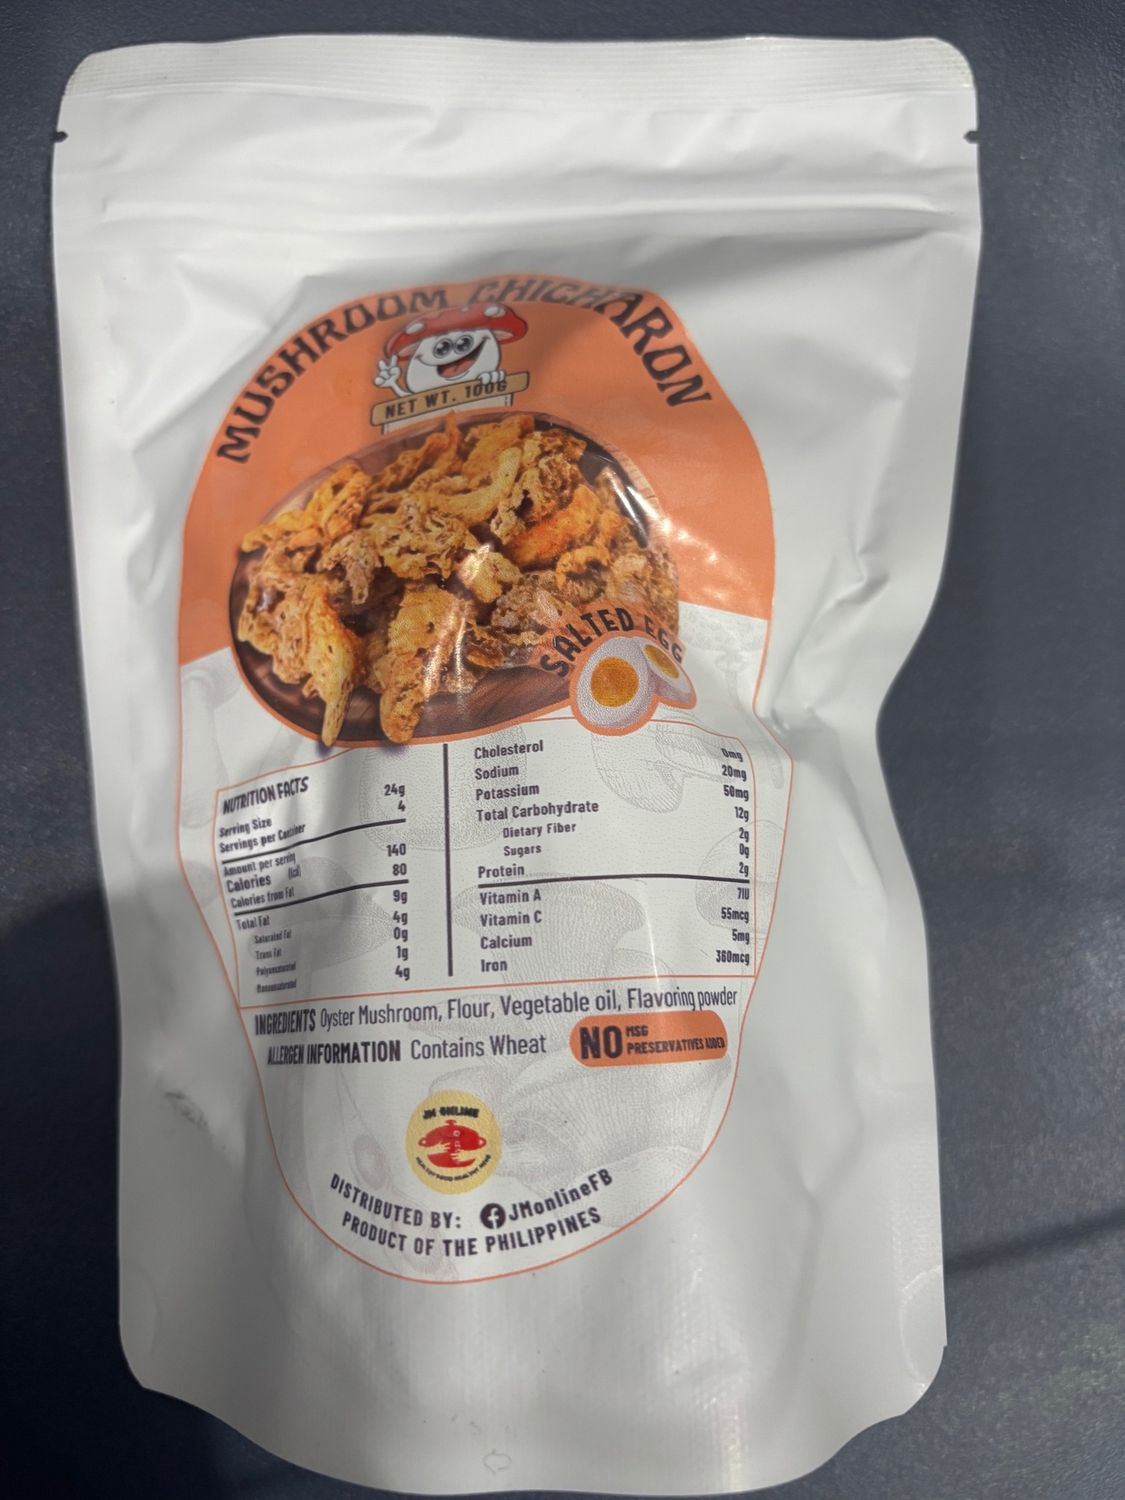 MUSHROOM CHICHARON
NET WT. 100G
SALTED EGG
NUTRITION FACTS
Serving Size 24g
Servings per Container 4
Amount per serving
Calories (kcal) 140
Calories from Fat 80
Total Fat 9g
Saturated Fat 4g
Trans Fat 0g
Polyunsaturated 1g
Monounsaturated 4g
Cholesterol 0mg
Sodium 20mg
Potassium 50mg
Total Carbohydrate 12g
Dietary Fiber 2g
Sugars 0g
Protein 2g
Vitamin A 7IU
Vitamin C 55mcg
Calcium 5mg
Iron 360mcg
INGREDIENTS Oyster Mushroom, Flour, Vegetable oil, Flavoring powder
ALLERGEN INFORMATION Contains Wheat
NO MSG
PRESERVATIVES ADDED
JM ONLINE
DISTRIBUTED BY: JMonlineFB
PRODUCT OF THE PHILIPPINES